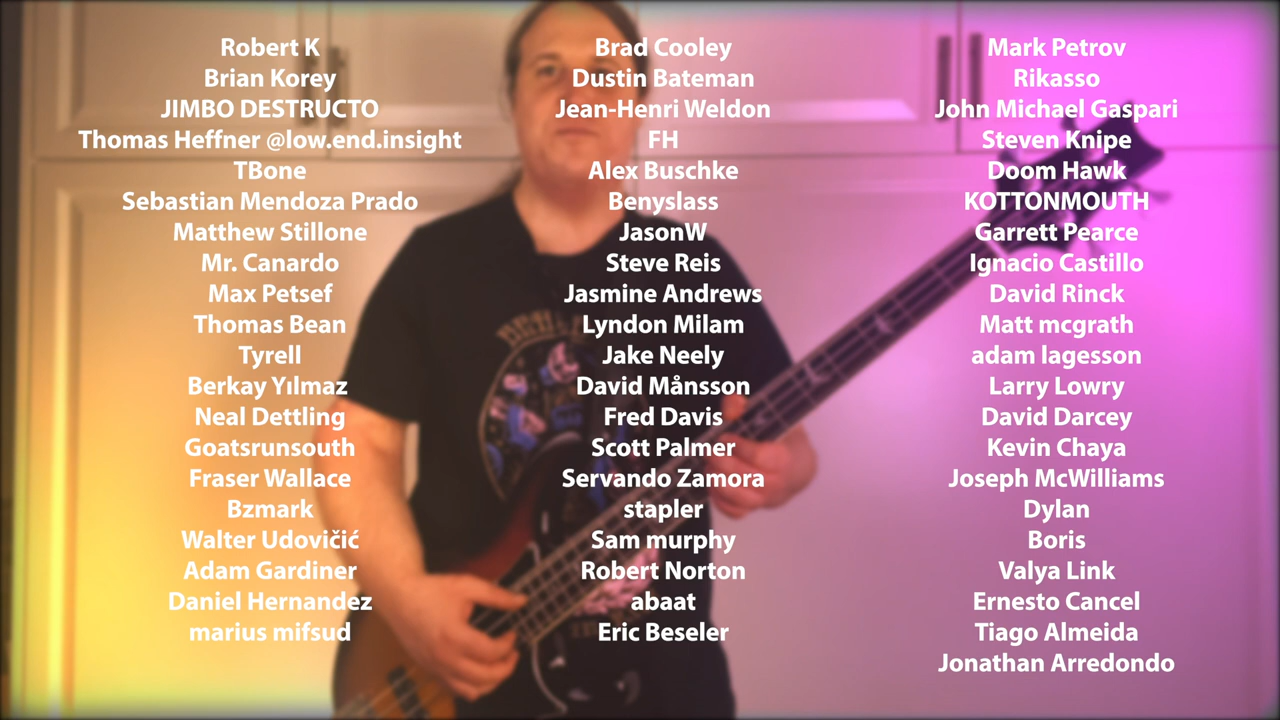 Robert K
Brian Korey
JIMBO DESTRUCTO
Thomas Heffner @low.end.insight
TBone
Sebastian Mendoza Prado
Matthew Stillone
Mr. Canardo
Max Petsef
Thomas Bean
Tyrell
Berkay Yılmaz
Neal Dettling
Goatsrunsouth
Fraser Wallace
Bzmark
Walter Udovičić
Adam Gardiner
Daniel Hernandez
marius mifsud
Brad Cooley
Dustin Bateman
Jean-Henri Weldon
FH
Alex Buschke
Benyslass
JasonW
Steve Reis
Jasmine Andrews
Lyndon Milam
Jake Neely
David Månsson
Fred Davis
Scott Palmer
Servando Zamora
stapler
Sam murphy
Robert Norton
abaat
Eric Beseler
Mark Petrov
Rikasso
John Michael Gaspari
Steven Knipe
Doom Hawk
KOTTONMOUTH
Garrett Pearce
Ignacio Castillo
David Rinck
Matt mcgrath
adam lagesson
Larry Lowry
David Darcey
Kevin Chaya
Joseph McWilliams
Dylan
Boris
Valya Link
Ernesto Cancel
Tiago Almeida
Jonathan Arredondo